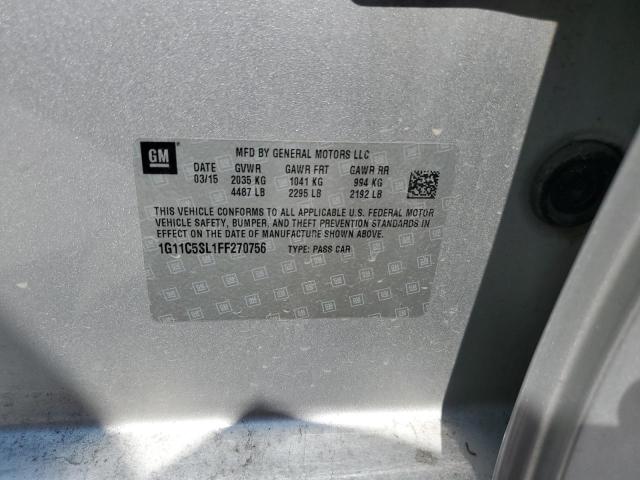 GM
MFD BY GENERAL MOTORS LLC
DATE GVWR GAWR FRT GAWR RR
03/15 2035 KG 1041 KG 994 KG
4487 LB 2295 LB 2192 LB
THIS VEHICLE CONFORMS TO ALL APPLICABLE U.S. FEDERAL MOTOR
VEHICLE SAFETY, BUMPER, AND THEFT PREVENTION STANDARDS IN
EFFECT ON THE DATE OF MANUFACTURE SHOWN ABOVE.
1G11C5SL1FF270756 TYPE: PASS CAR